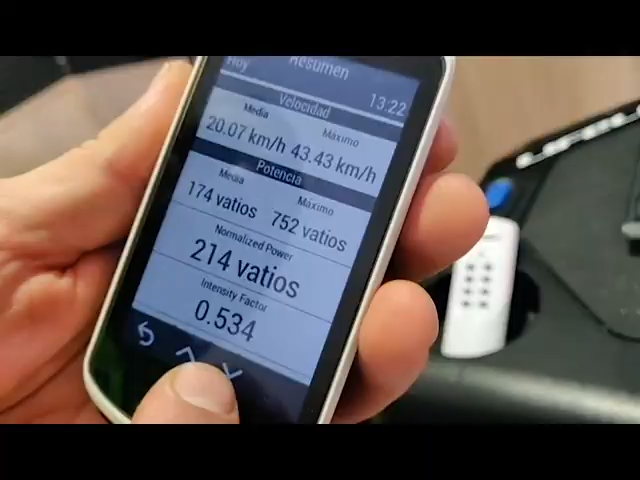 Resumen
Hoy
13:22
Velocidad
Media Máximo
20.07 km/h 43.43 km/h
Potencia
Media Máximo
174 vatios 752 vatios
Normalized Power
214 vatios
Intensity Factor
0.534